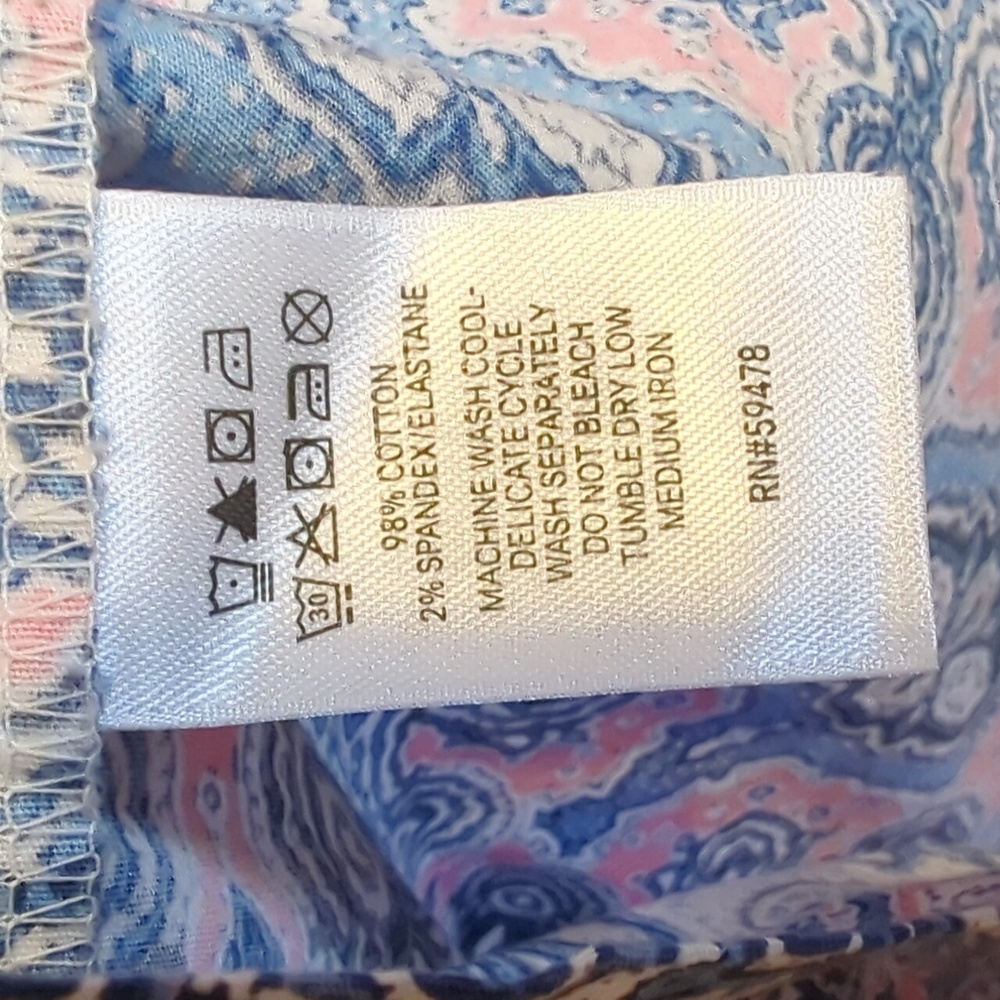 30
98% COTTON
2% SPANDEX/ELASTANE
MACHINE WASH COOL-
DELICATE CYCLE
WASH SEPARATELY
DO NOT BLEACH
TUMBLE DRY LOW
MEDIUM IRON
RN#59478